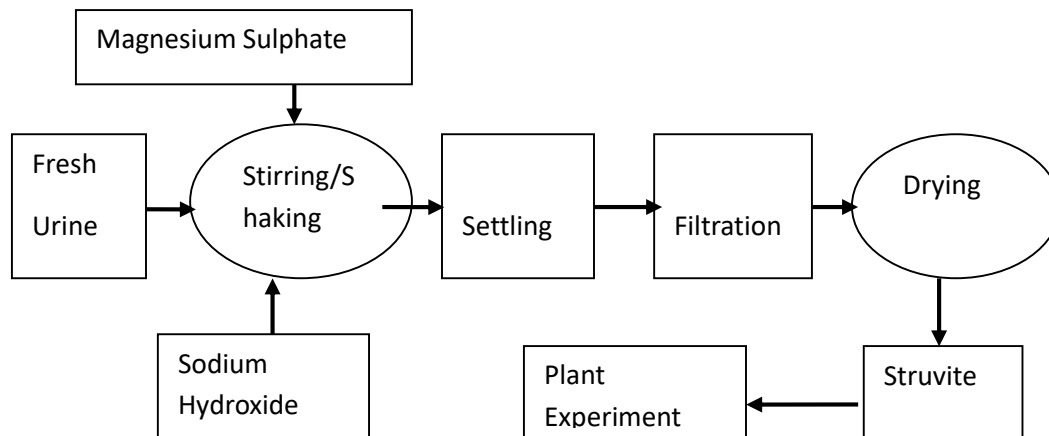 Magnesium Sulphate
Fresh
Urine
Stirring/S
haking
Settling
Filtration
Drying
Sodium
Hydroxide
Plant
Experiment
Struvite